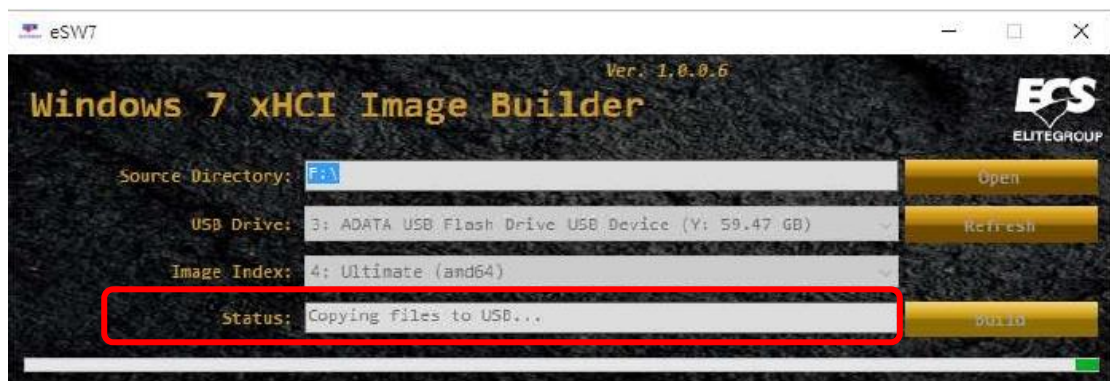 eSW7
Ver. 1.0.0.6
Windows 7 xHCI Image Builder
ECS
ELITEGROUP
Source Directory: F:\ Open
USB Drive: 3: ADATA USB Flash Drive USB Device (Y: 59.47 GB) Refresh
Image Index: 4: Ultimate (amd64)
Status: Copying files to USB... Build